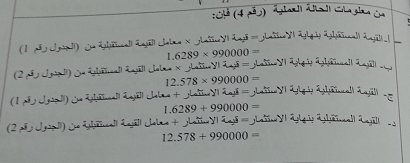 من معلومات الحالة العملية (رقم 4) فإن:
أ- القيمة المستقبلية بنهاية الاستثمار= قيمة الاستثمار × معامل القيمة المستقبلية من (الجدول رقم 1)
1.6289 × 990000 =
ب- القيمة المستقبلية بنهاية الاستثمار= قيمة الاستثمار × معامل القيمة المستقبلية من (الجدول رقم 2)
12.578 × 990000 =
ج- القيمة المستقبلية بنهاية الاستثمار= قيمة الاستثمار + معامل القيمة المستقبلية من (الجدول رقم 1)
1.6289 + 990000 =
د- القيمة المستقبلية بنهاية الاستثمار= قيمة الاستثمار + معامل القيمة المستقبلية من (الجدول رقم 2)
12.578 + 990000 =